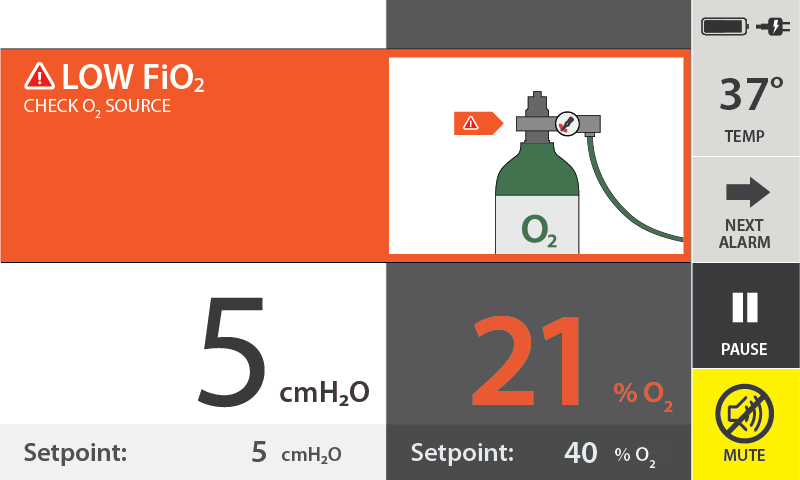 LOW FiO₂
CHECK O₂ SOURCE
O₂
37°
TEMP
NEXT
ALARM
5 cmH₂O
21 % O₂
PAUSE
Setpoint: 5 cmH₂O
Setpoint: 40 % O₂
MUTE